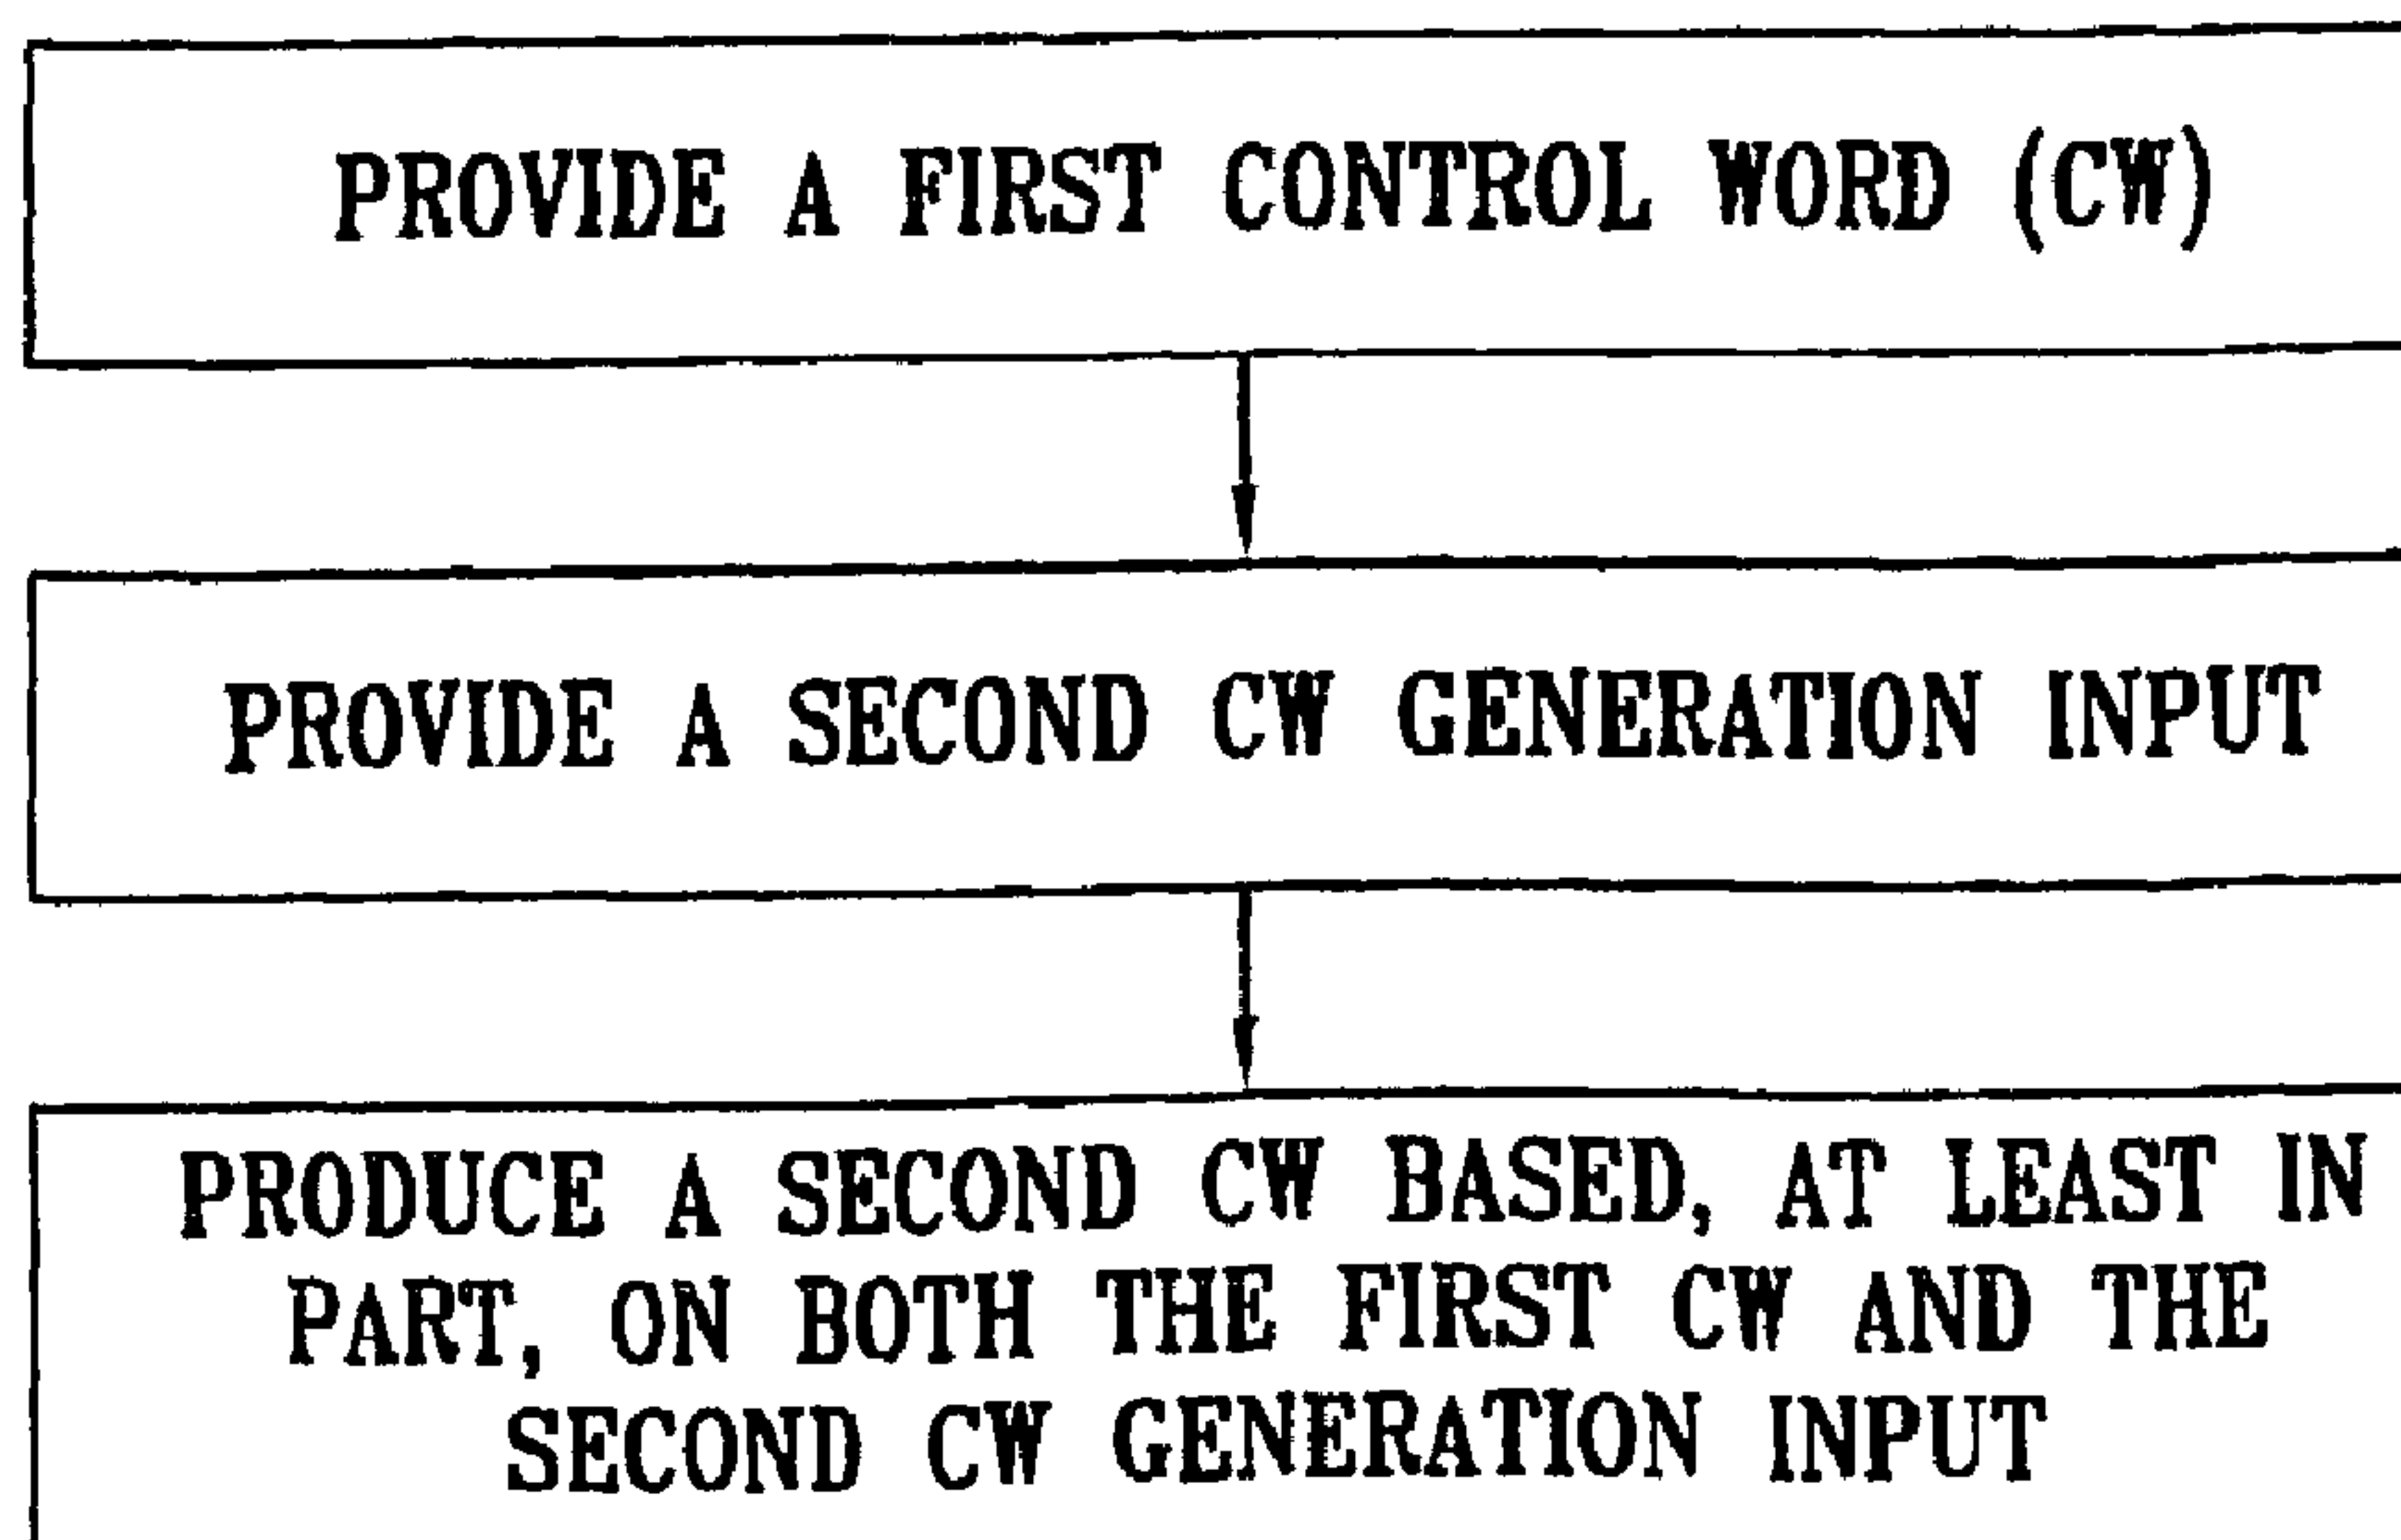 PROVIDE A FIRST CONTROL WORD (CW)
PROVIDE A SECOND CW GENERATION INPUT
PRODUCE A SECOND CW BASED, AT LEAST IN
PART, ON BOTH THE FIRST CW AND THE
SECOND CW GENERATION INPUT